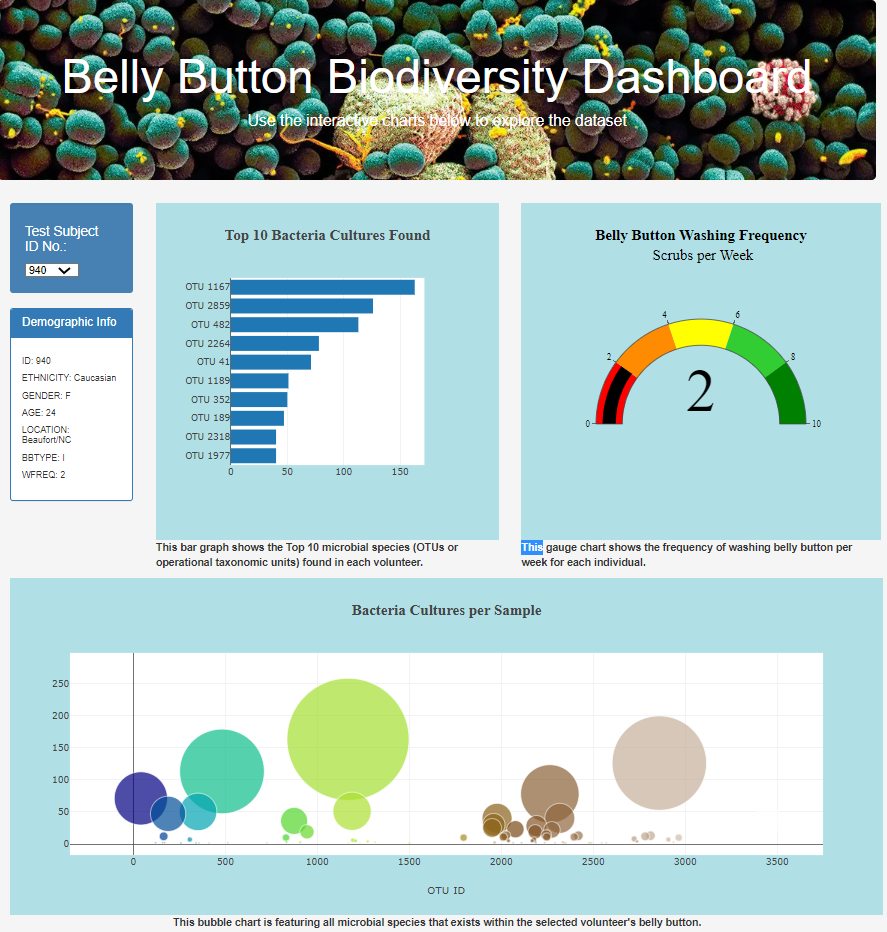 Belly Button Biodiversity Dashboard
Use the interactive charts below to explore the dataset
Test Subject
ID No.:
940
Demographic Info
ID: 940
ETHNICITY: Caucasian
GENDER: F
AGE: 24
LOCATION:
Beaufort/NC
BBTYPE: I
WFREQ: 2
Top 10 Bacteria Cultures Found
OTU 1167
OTU 2859
OTU 482
OTU 2264
OTU 41
OTU 1189
OTU 352
OTU 189
OTU 2318
OTU 1977
0 50 100 150
This bar graph shows the Top 10 microbial species (OTUs or
operational taxonomic units) found in each volunteer.
Belly Button Washing Frequency
Scrubs per Week
4 6
2 8
2
0 10
This gauge chart shows the frequency of washing belly button per
week for each individual.
Bacteria Cultures per Sample
250
200
150
100
50
0
0 500 1000 1500 2000 2500 3000 3500
OTU ID
This bubble chart is featuring all microbial species that exists within the selected volunteer's belly button.